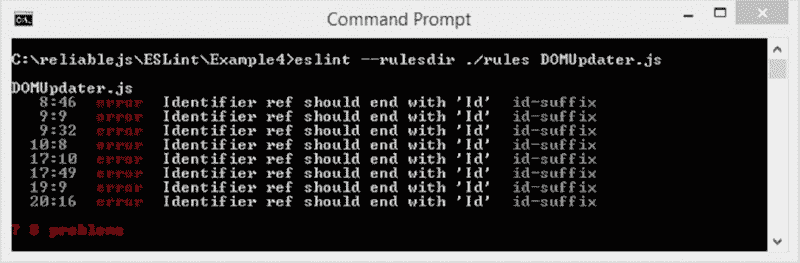 Command Prompt
C:\reliablejs\ESLint\Example4>eslint --rulesdir ./rules DOMUpdater.js
DOMUpdater.js
8:46 error Identifier ref should end with 'Id' id-suffix
9:9 error Identifier ref should end with 'Id' id-suffix
9:32 error Identifier ref should end with 'Id' id-suffix
10:8 error Identifier ref should end with 'Id' id-suffix
17:10 error Identifier ref should end with 'Id' id-suffix
17:49 error Identifier ref should end with 'Id' id-suffix
19:9 error Identifier ref should end with 'Id' id-suffix
20:16 error Identifier ref should end with 'Id' id-suffix
8 problems